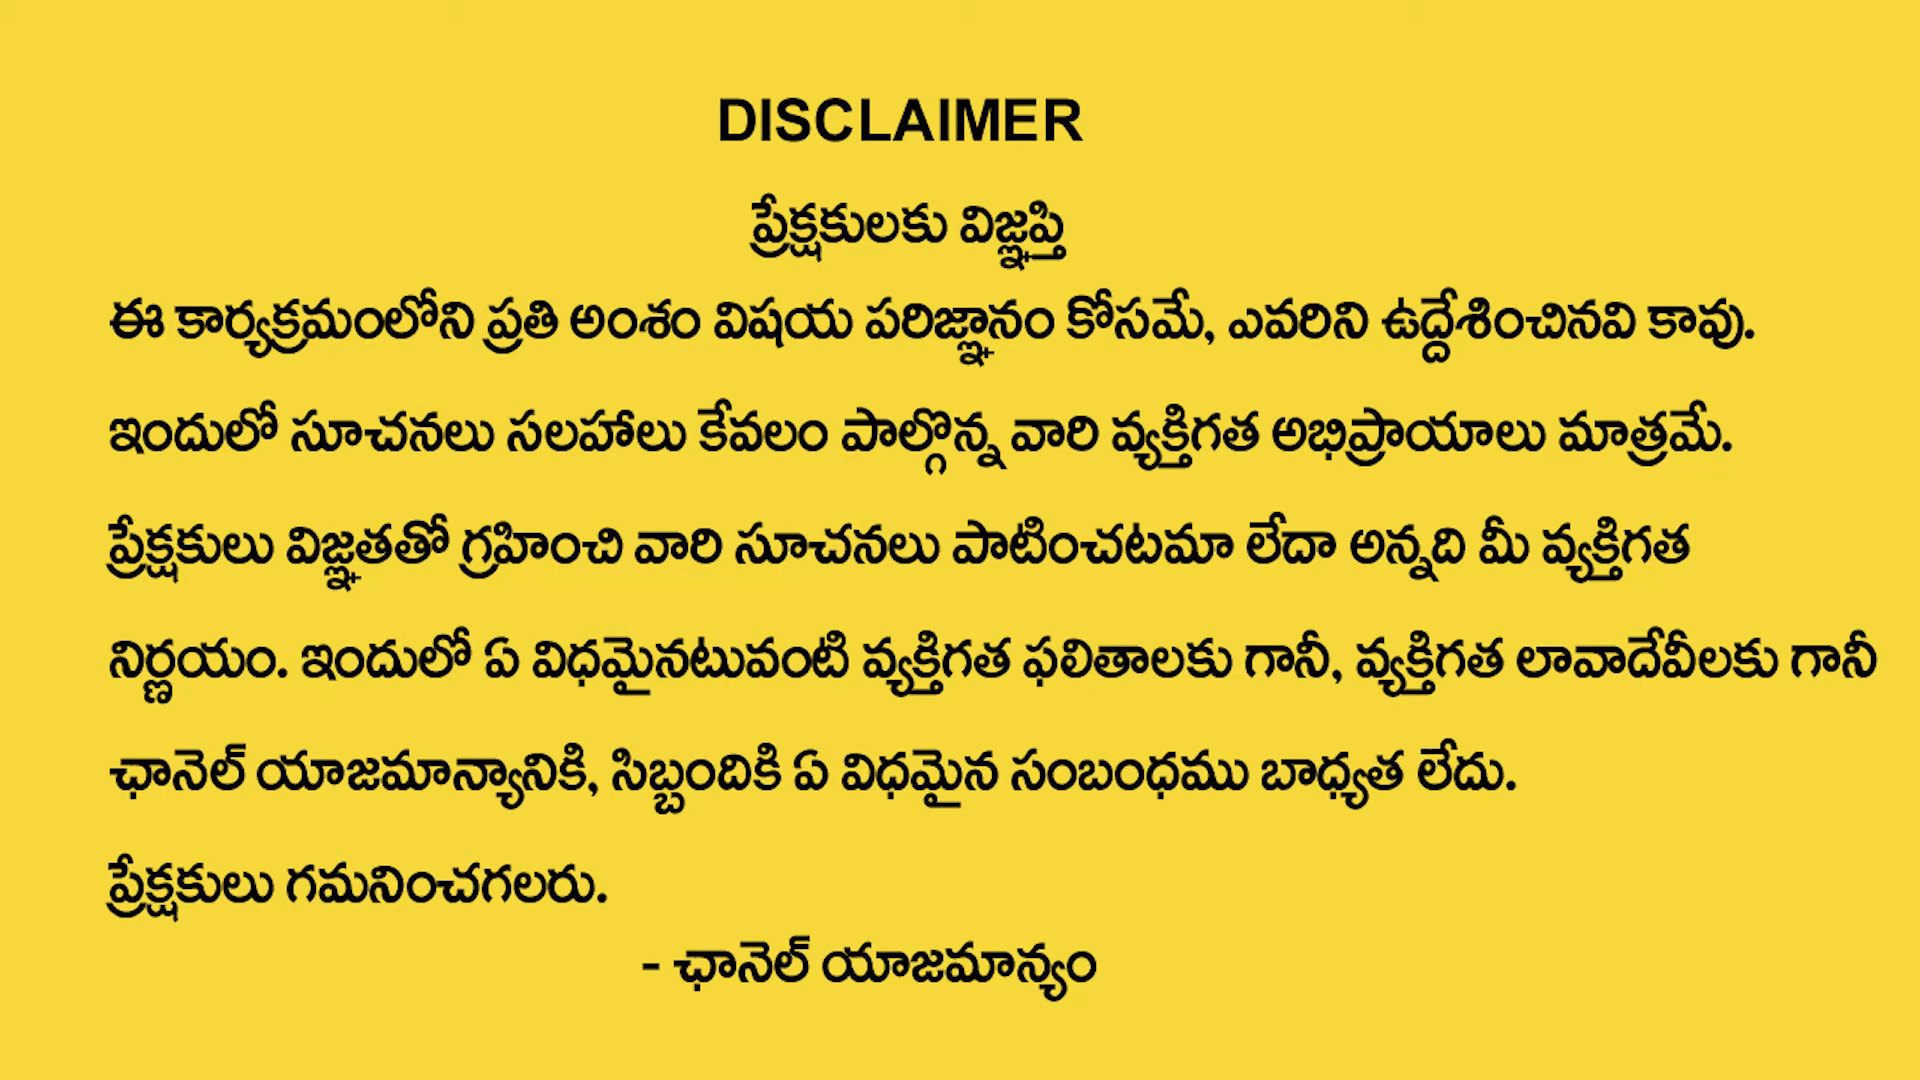 DISCLAIMER
ప్రేక్షకులకు విజ్ఞప్తి
ఈ కార్యక్రమంలోని ప్రతి అంశం విషయ పరిజ్ఞానం కోసమే, ఎవరిని ఉద్దేశించినవి కావు.
ఇందులో సూచనలు సలహాలు కేవలం పాల్గొన్న వారి వ్యక్తిగత అభిప్రాయాలు మాత్రమే.
ప్రేక్షకులు విజ్ఞతతో గ్రహించి వారి సూచనలు పాటించటమా లేదా అన్నది మీ వ్యక్తిగత
నిర్ణయం. ఇందులో ఏ విధమైనటువంటి వ్యక్తిగత ఫలితాలకు గానీ, వ్యక్తిగత లావాదేవీలకు గానీ
ఛానెల్ యాజమాన్యానికి, సిబ్బందికి ఏ విధమైన సంబంధము బాధ్యత లేదు.
ప్రేక్షకులు గమనించగలరు.
- ఛానెల్ యాజమాన్యం